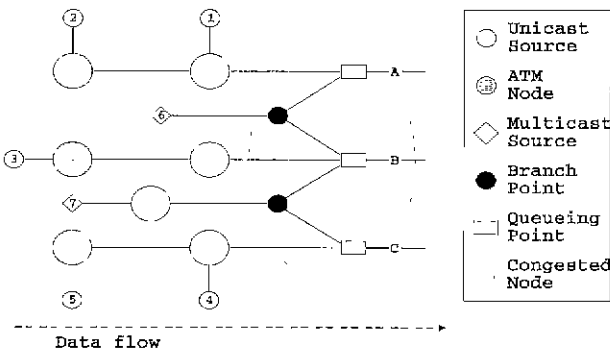 2
1
A
6
3
B
7
C
5
4
Data flow
Unicast
Source
ATM
Node
Multicast
Source
Branch
Point
Queueing
Point
Congested
Node